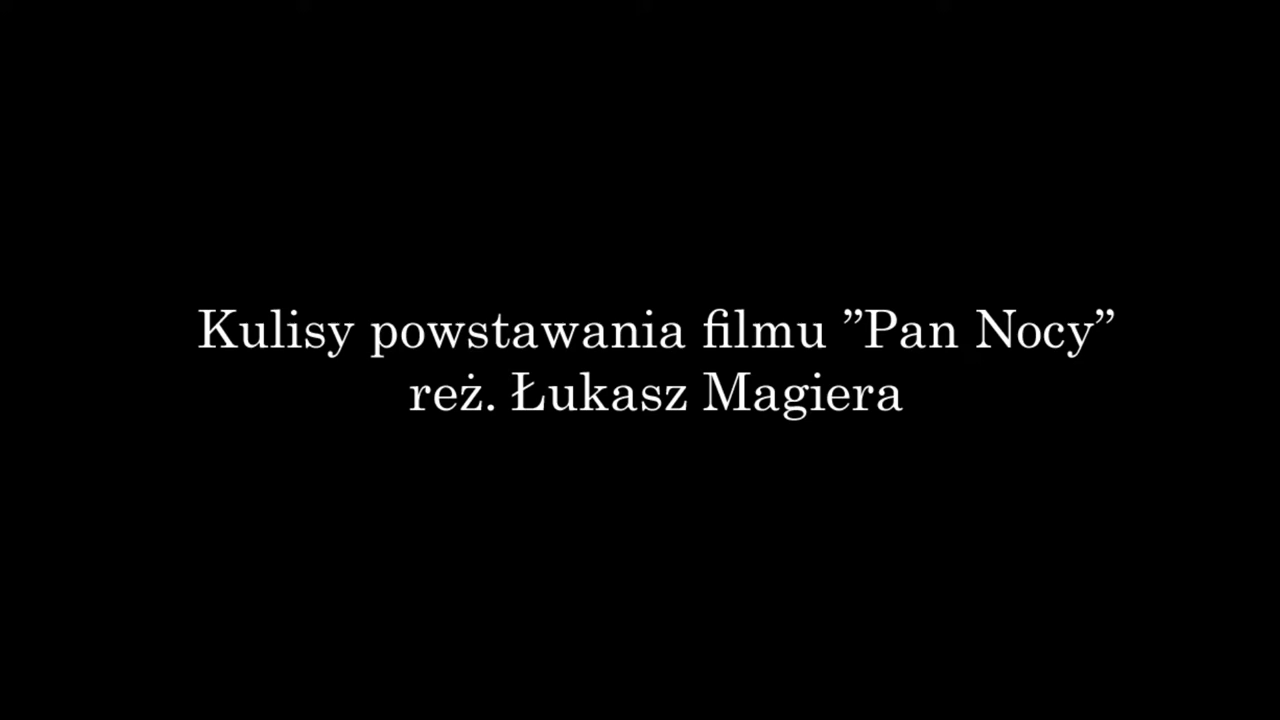 Kulisy powstawania filmu ”Pan Nocy”
reż. Łukasz Magiera